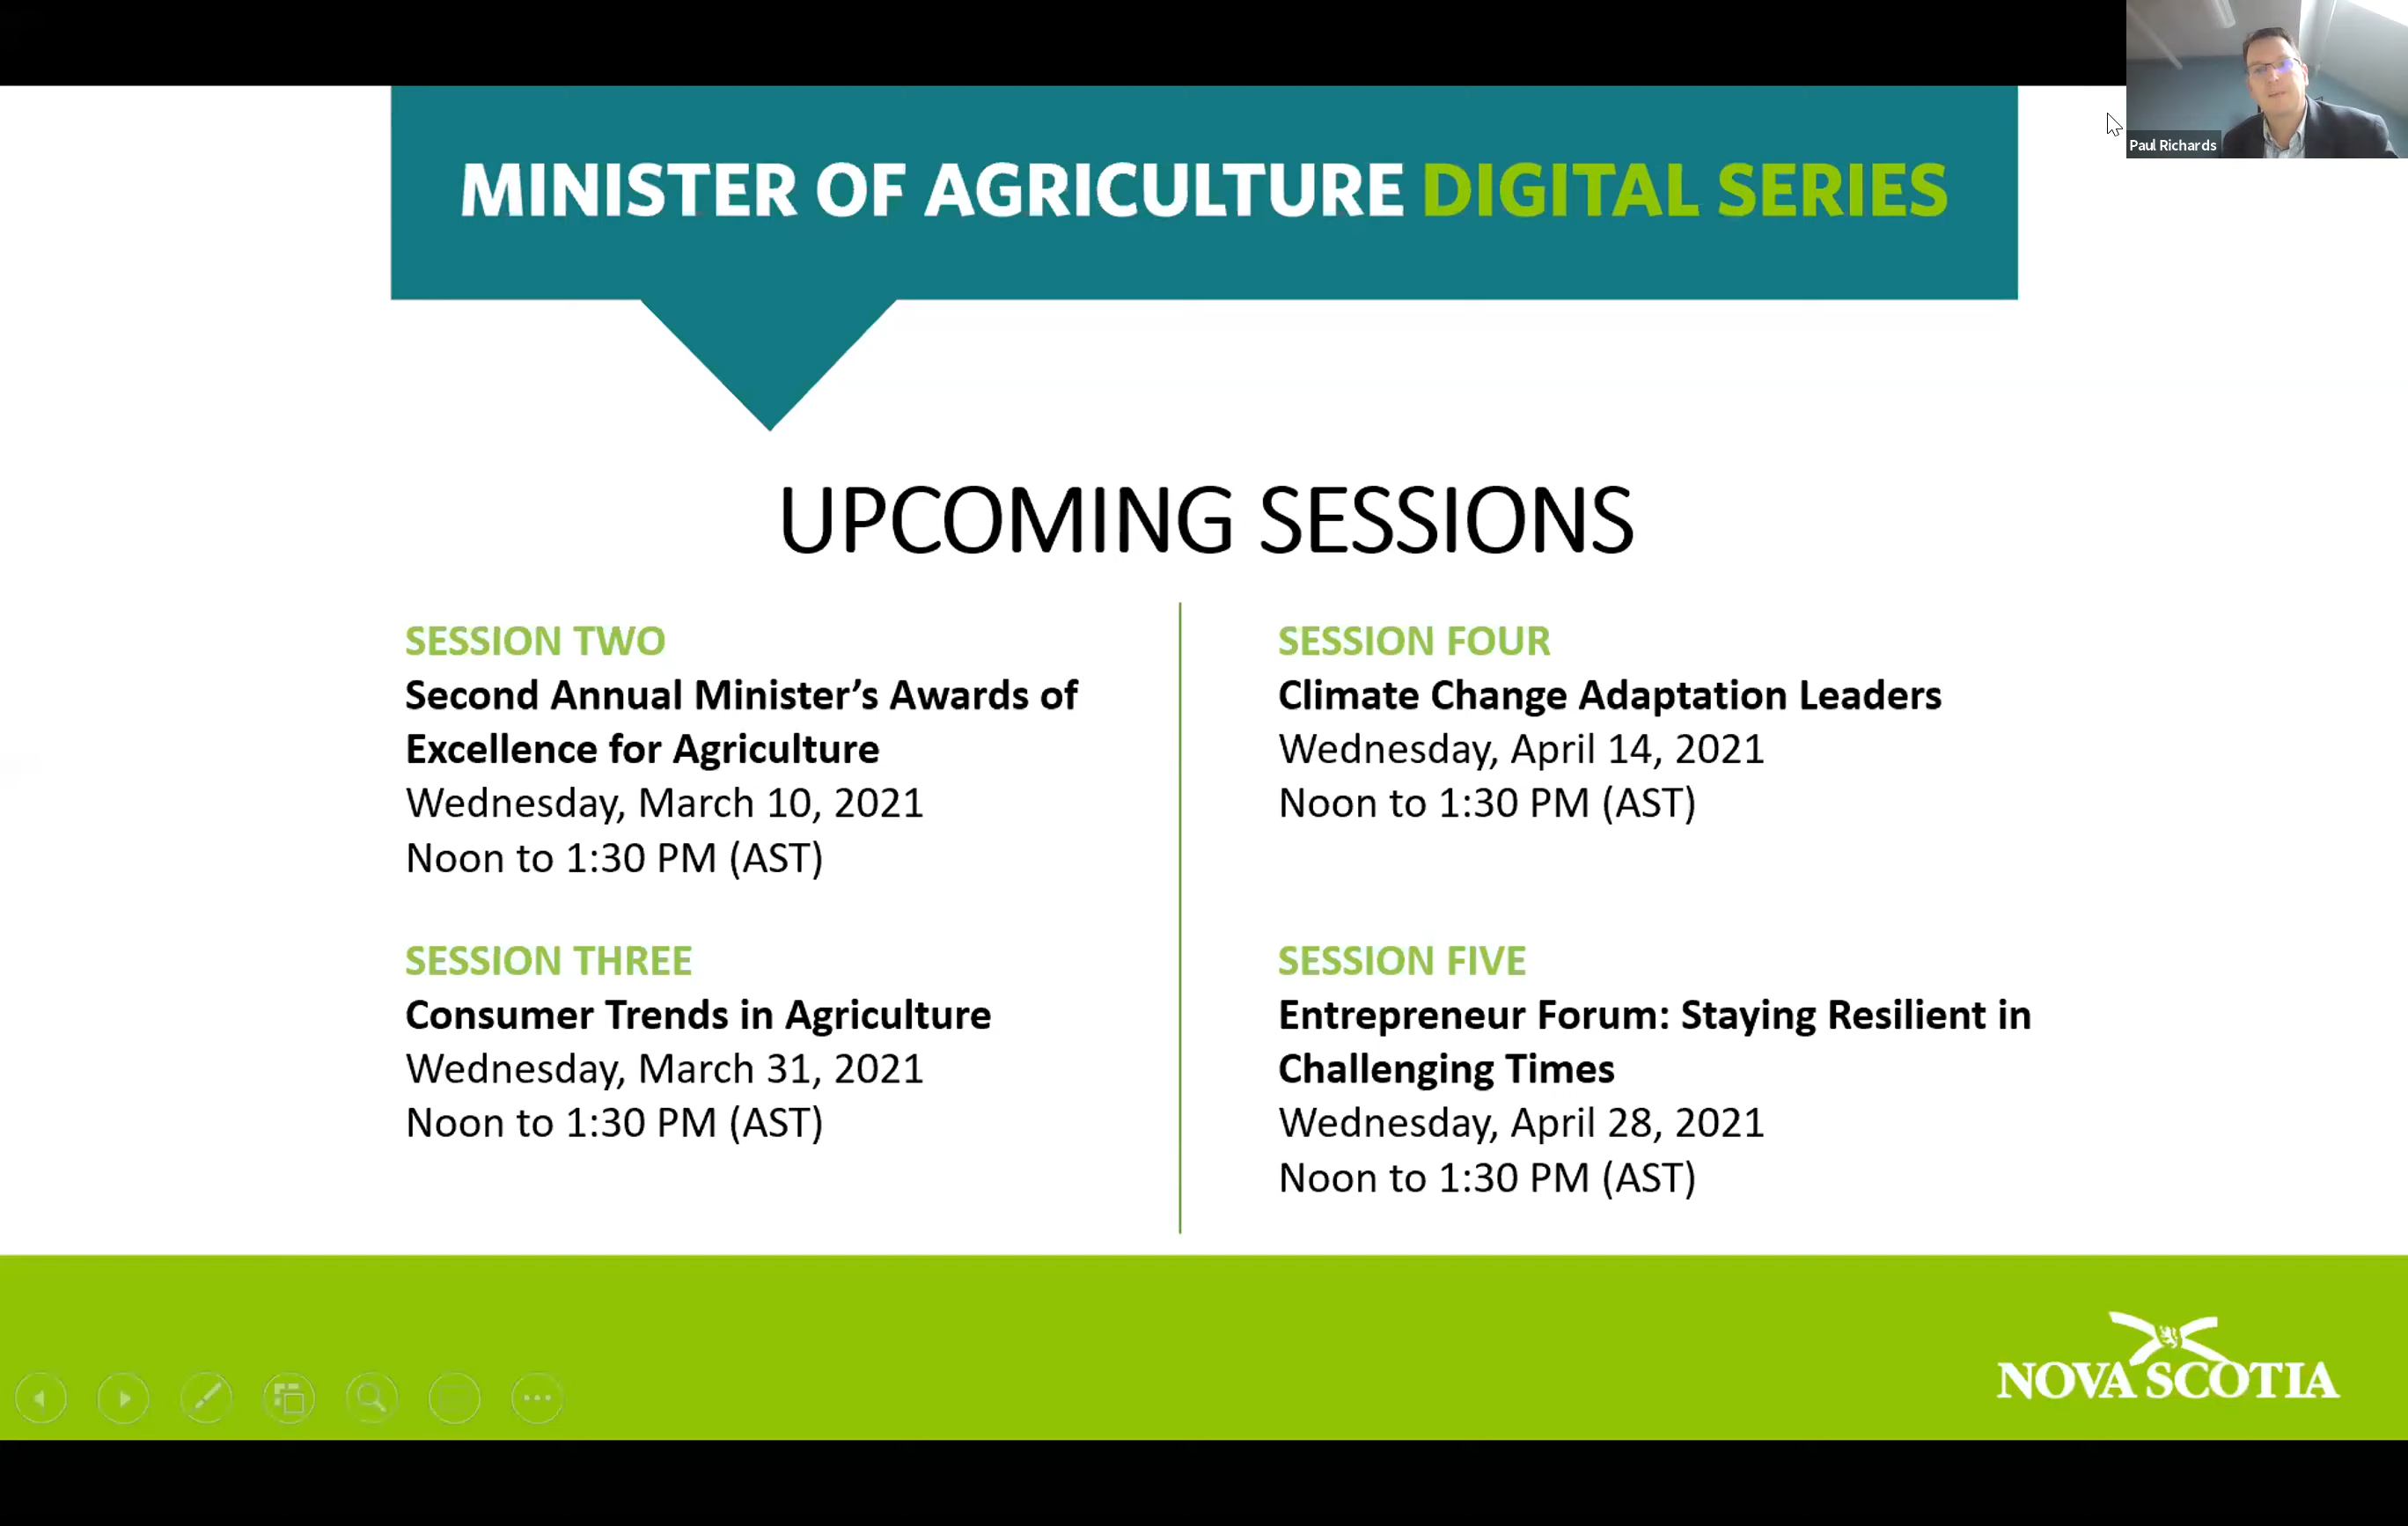 Paul Richards
MINISTER OF AGRICULTURE DIGITAL SERIES
UPCOMING SESSIONS
SESSION TWO
Second Annual Minister’s Awards of
Excellence for Agriculture
Wednesday, March 10, 2021
Noon to 1:30 PM (AST)
SESSION THREE
Consumer Trends in Agriculture
Wednesday, March 31, 2021
Noon to 1:30 PM (AST)
SESSION FOUR
Climate Change Adaptation Leaders
Wednesday, April 14, 2021
Noon to 1:30 PM (AST)
SESSION FIVE
Entrepreneur Forum: Staying Resilient in
Challenging Times
Wednesday, April 28, 2021
Noon to 1:30 PM (AST)
NOVA SCOTIA